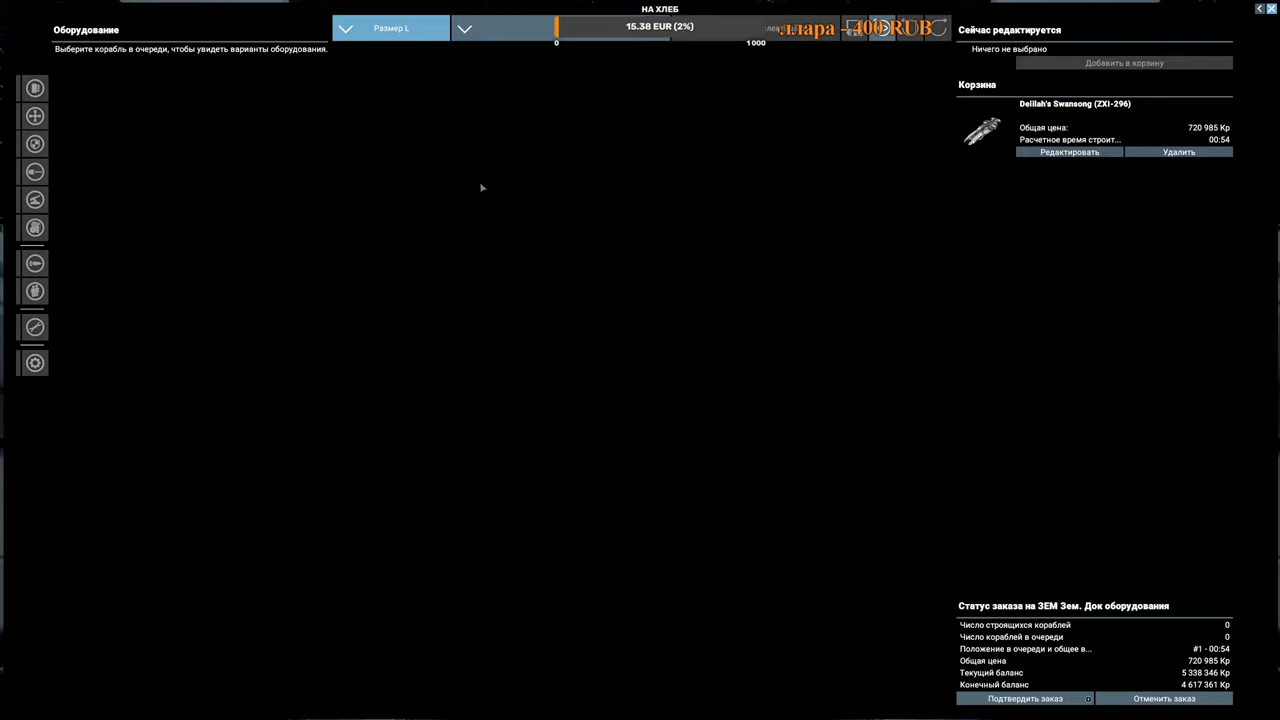 НА ХЛЕБ
Оборудование
Выберите корабль в очереди, чтобы увидеть варианты оборудования.
Размер L
15.38 EUR (2%)
0
1000
ллара - 400 RUB
Сейчас редактируется
Ничего не выбрано
Добавить в корзину
Корзина
Delilah's Swansong (ZXI-296)
Общая цена: 720 985 Кр
Расчетное время строит... 00:54
Редактировать Удалить
Статус заказа на ЗЕМ Зем. Док оборудования
Число строящихся кораблей 0
Число кораблей в очереди 0
Положение в очереди и общее в... #1 - 00:54
Общая цена 720 985 Кр
Текущий баланс 5 338 346 Кр
Конечный баланс 4 617 361 Кр
Подтвердить заказ Отменить заказ